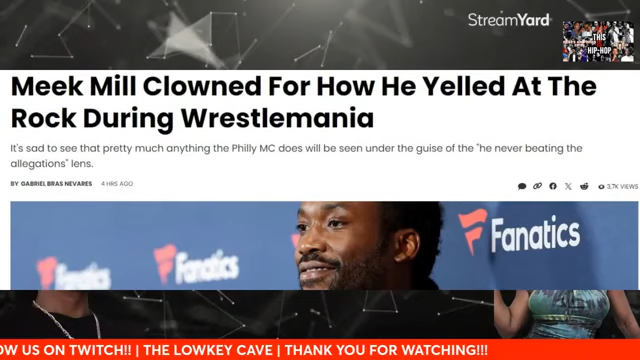 StreamYard
THIS
IS
HIP-HOP
Meek Mill Clowned For How He Yelled At The
Rock During Wrestlemania
It's sad to see that pretty much anything the Philly MC does will be seen under the guise of the "he never beating the
allegations" lens.
BY GABRIEL BRAS NEVARES 4 HRS AGO
3,7K VIEWS
Fanatics
Fanatics
OW US ON TWITCH!! | THE LOWKEY CAVE | THANK YOU FOR WATCHING!!!